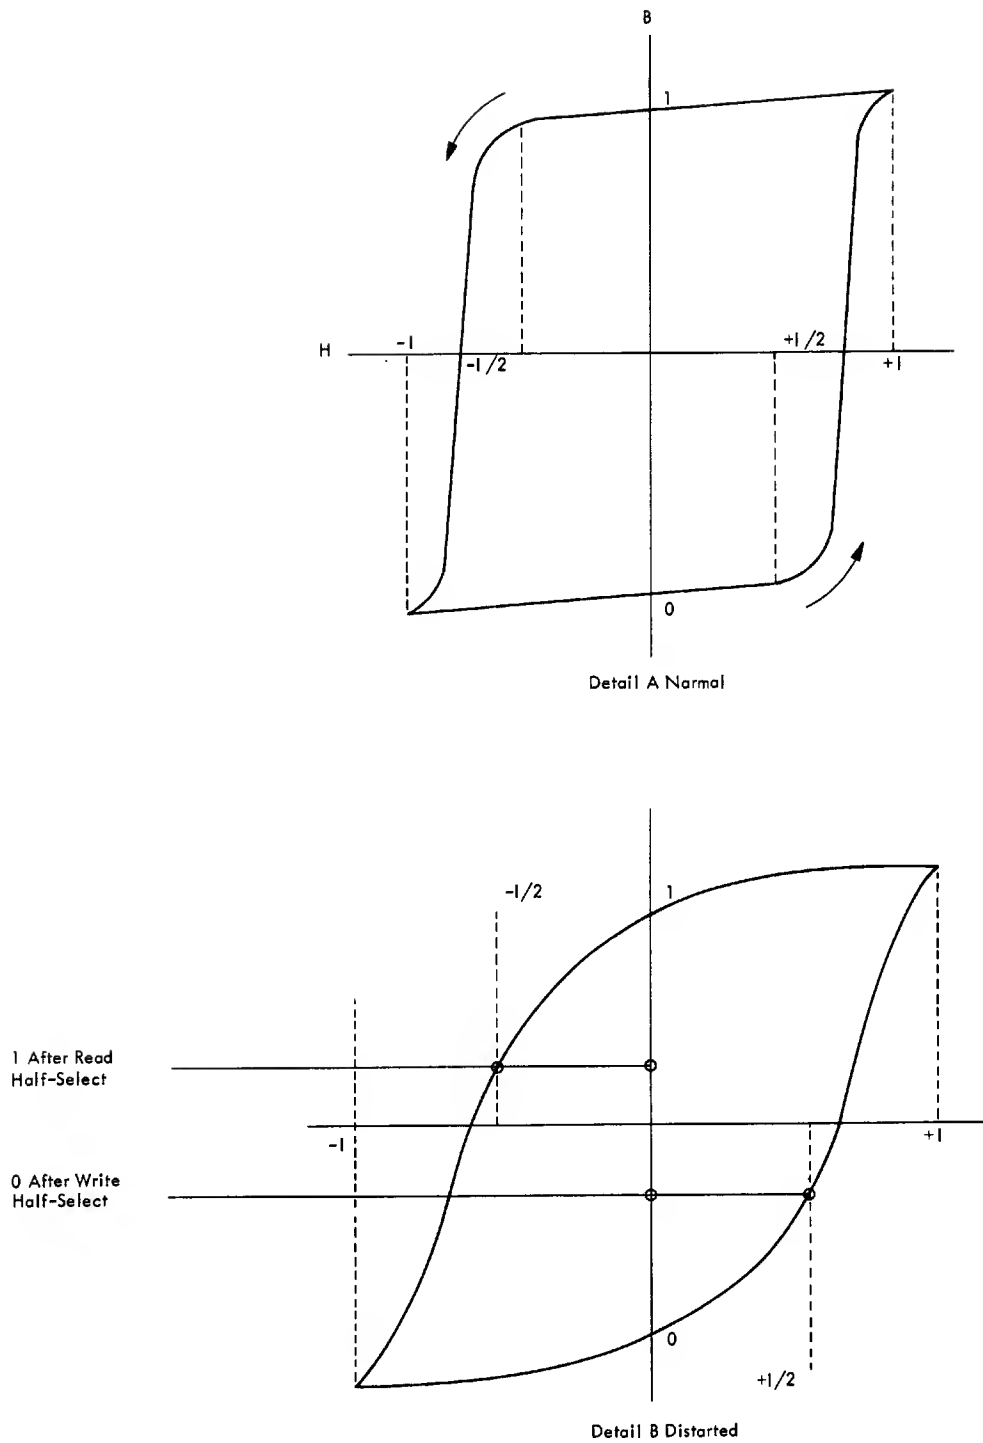 B
1
H
-1
-1/2
+1/2
+1
0
Detail A Narmal
-1/2
1
1 After Read
Half-Select
-1
+1
0 After Write
Half-Select
0
+1/2
Detail B Distarted